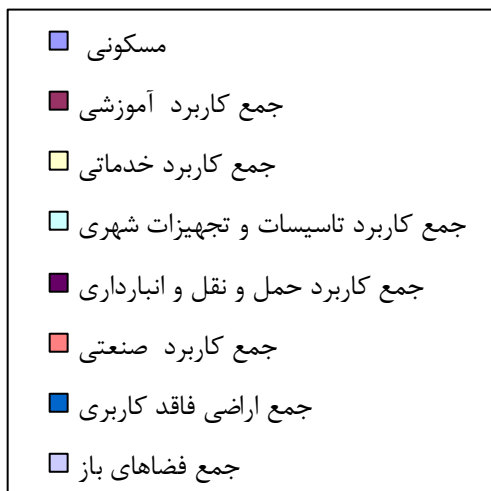 مسکونی
جمع کاربرد آموزشی
جمع کاربرد خدماتی
جمع کاربرد تاسیسات و تجهیزات شهری
جمع کاربرد حمل و نقل و انبارداری
جمع کاربرد صنعتی
جمع اراضی فاقد کاربری
جمع فضاهای باز